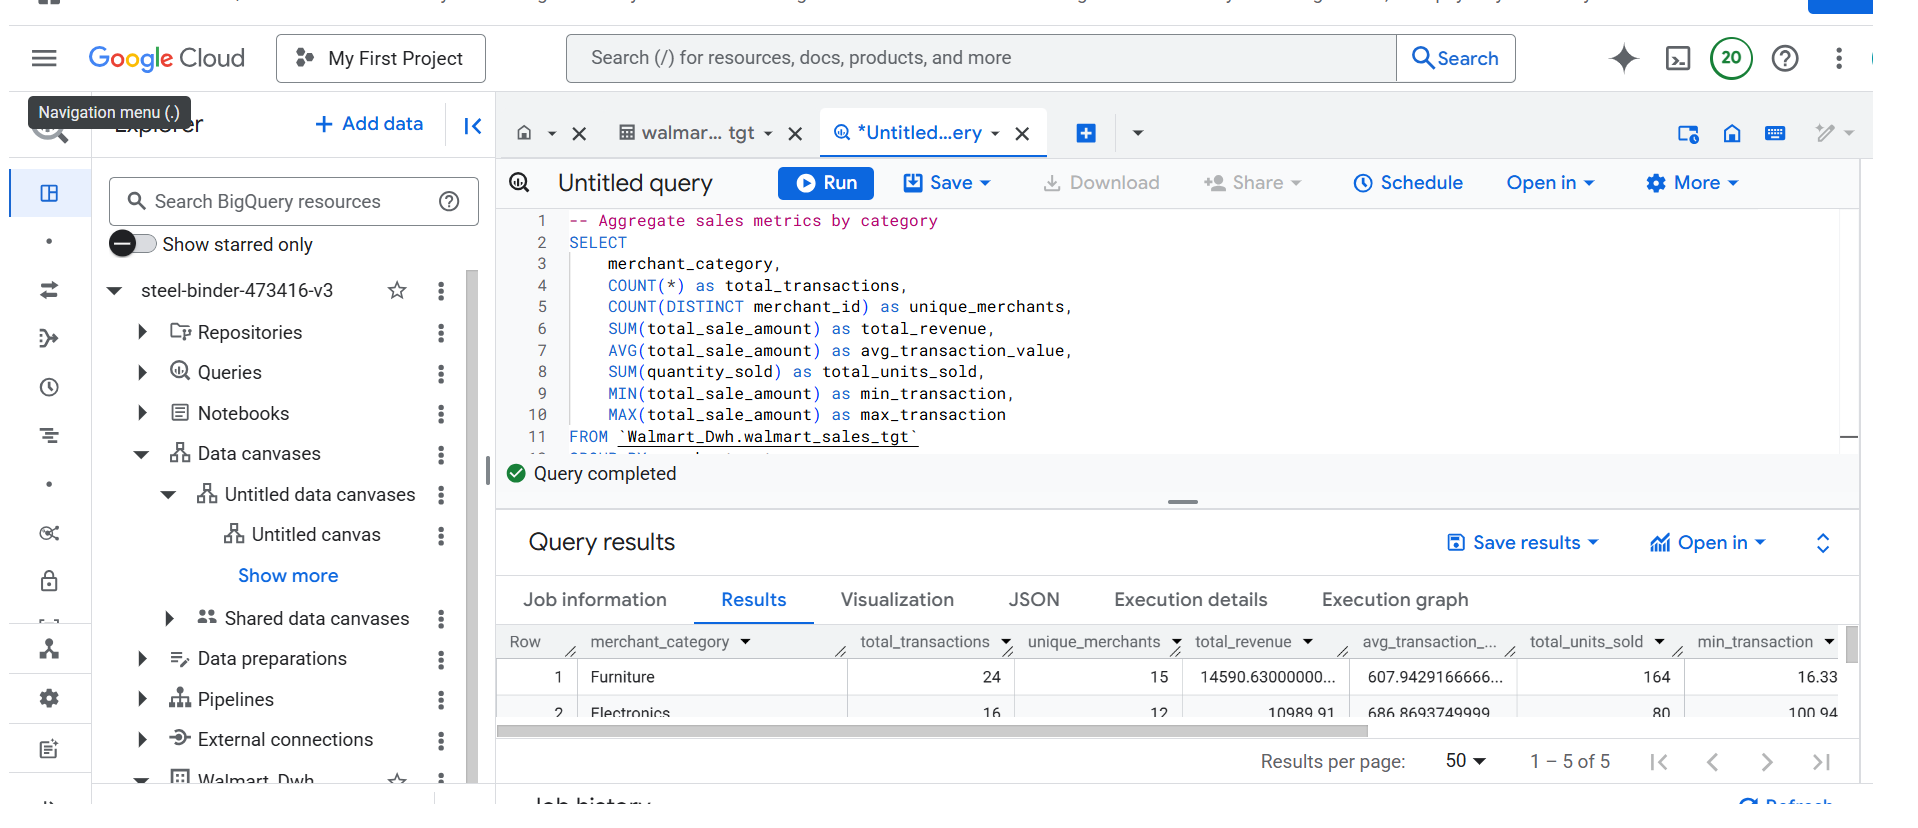 Google Cloud
My First Project
Search (/) for resources, docs, products, and more
Search
20
Navigation menu (.)
Explorer
Add data
walmar... tgt
*Untitled...ery
Search BigQuery resources
Show starred only
steel-binder-473416-v3
Repositories
Queries
Notebooks
Data canvases
Untitled data canvases
Untitled canvas
Show more
Shared data canvases
Data preparations
Pipelines
External connections
Walmart_Dwh
Untitled query
Run
Save
Download
Share
Schedule
Open in
More
1 -- Aggregate sales metrics by category
2 SELECT
3 merchant_category,
4 COUNT(*) as total_transactions,
5 COUNT(DISTINCT merchant_id) as unique_merchants,
6 SUM(total_sale_amount) as total_revenue,
7 AVG(total_sale_amount) as avg_transaction_value,
8 SUM(quantity_sold) as total_units_sold,
9 MIN(total_sale_amount) as min_transaction,
10 MAX(total_sale_amount) as max_transaction
11 FROM `Walmart_Dwh.walmart_sales_tgt`
Query completed
Query results
Save results
Open in
Job information Results Visualization JSON Execution details Execution graph
Row merchant_category total_transactions unique_merchants total_revenue avg_transaction_... total_units_sold min_transaction
1 Furniture 24 15 14590.63000000... 607.9429166666... 164 16.33
2 Electronics 16 12 10989.91 686.8693749999... 80 100.94
Results per page: 50 1 – 5 of 5
Job history
Refresh